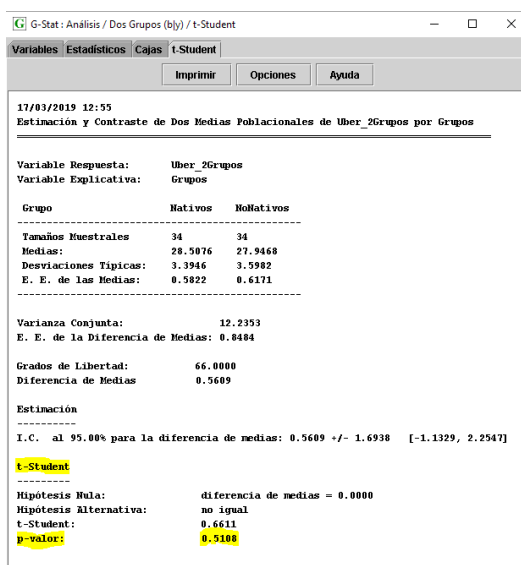 G G-Stat : Análisis / Dos Grupos (b|y) / t-Student
Variables Estadísticos Cajas t-Student
Imprimir Opciones Ayuda
17/03/2019 12:55
Estimación y Contraste de Dos Medias Poblacionales de Uber_2Grupos por Grupos
Variable Respuesta: Uber_2Grupos
Variable Explicativa: Grupos
Grupo Nativos NoNativos
Tamaños Muestrales 34 34
Medias: 28.5076 27.9468
Desviaciones Típicas: 3.3946 3.5982
E. E. de las Medias: 0.5822 0.6171
Varianza Conjunta: 12.2353
E. E. de la Diferencia de Medias: 0.8484
Grados de Libertad: 66.0000
Diferencia de Medias 0.5609
Estimación
I.C. al 95.00% para la diferencia de medias: 0.5609 +/- 1.6938 [-1.1329, 2.2547]
t-Student
Hipótesis Nula: diferencia de medias = 0.0000
Hipótesis Alternativa: no igual
t-Student: 0.6611
p-valor: 0.5108